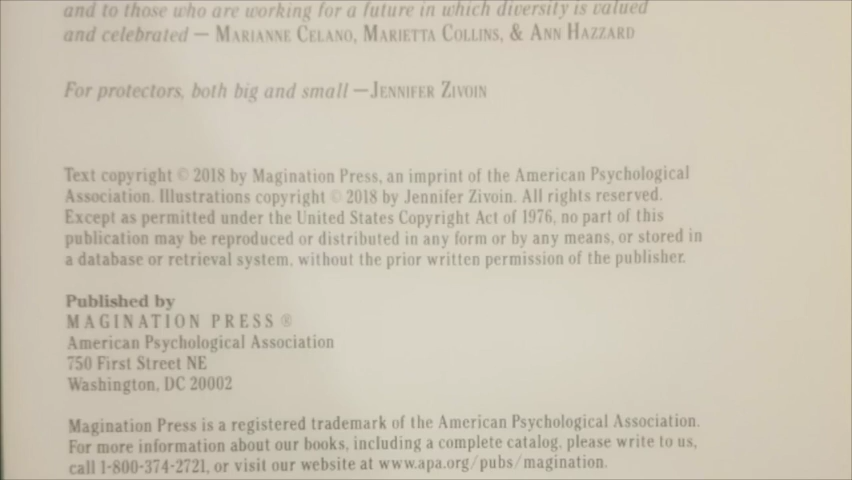 and to those who are working for a future in which diversity is valued
and celebrated — MARIANNE CELANO, MARIETTA COLLINS, & ANN HAZZARD
For protectors, both big and small —JENNIFER ZIVOIN
Text copyright © 2018 by Magination Press, an imprint of the American Psychological
Association. Illustrations copyright © 2018 by Jennifer Zivoin. All rights reserved.
Except as permitted under the United States Copyright Act of 1976, no part of this
publication may be reproduced or distributed in any form or by any means, or stored in
a database or retrieval system, without the prior written permission of the publisher.
Published by
MAGINATION PRESS ®
American Psychological Association
750 First Street NE
Washington, DC 20002
Magination Press is a registered trademark of the American Psychological Association.
For more information about our books, including a complete catalog, please write to us,
call 1-800-374-2721, or visit our website at www.apa.org/pubs/magination.